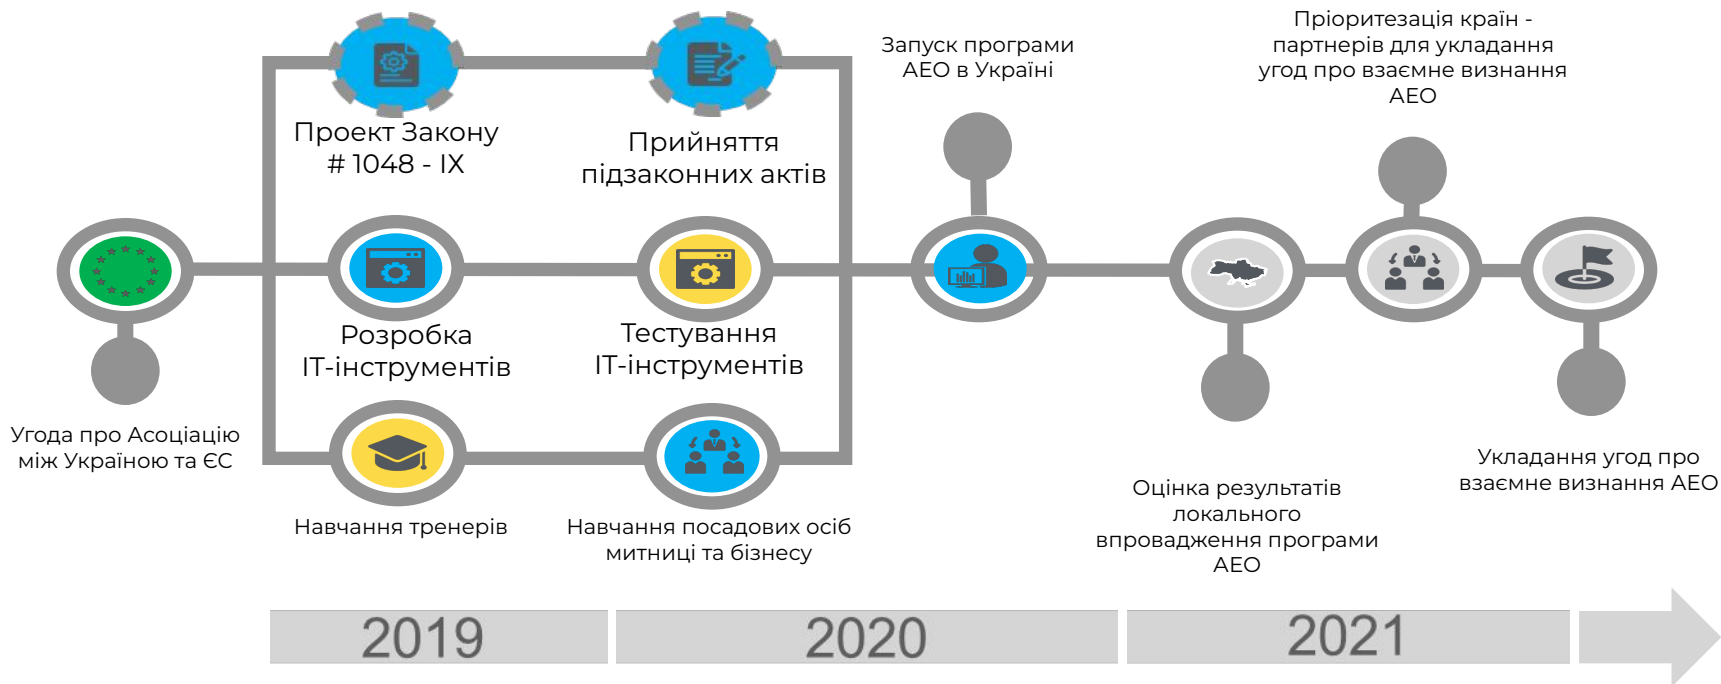 Проект Закону
# 1048 - IX
Прийняття
підзаконних актів
Запуск програми
АЕО в Україні
Пріоритезація країн -
партнерів для укладання
угод про взаємне визнання
АЕО
Розробка
ІТ-інструментів
Тестування
ІТ-інструментів
Угода про Асоціацію
між Україною та ЄС
Навчання тренерів
Навчання посадових осіб
митниці та бізнесу
Оцінка результатів
локального
впровадження програми
АЕО
Укладання угод про
взаємне визнання АЕО
2019
2020
2021